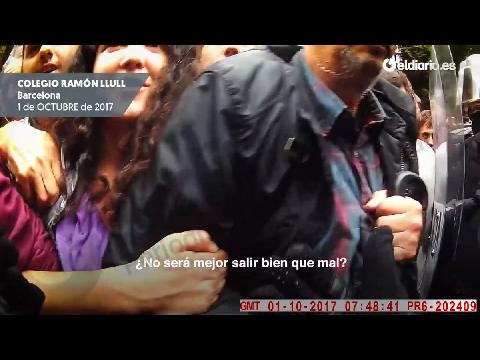 COLEGIO RAMÓN LLULL
Barcelona
1 de OCTUBRE de 2017
eldiario.es
¿No será mejor salir bien que mal?
GMT 01-10-2017 07:48:41 PR6-202409